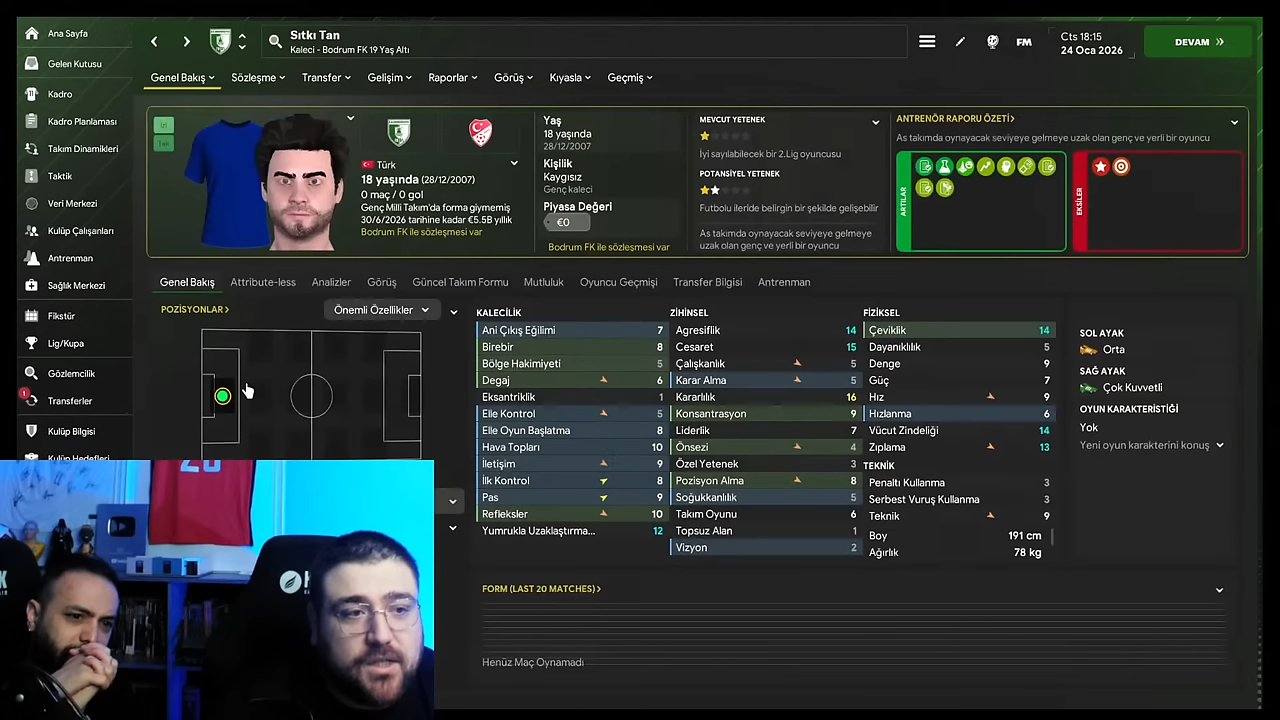 Ana Sayfa
Gelen Kutusu
Kadro
Kadro Planlaması
Takım Dinamikleri
Taktik
Veri Merkezi
Kulüp Çalışanları
Antrenman
Sağlık Merkezi
Fikstür
Lig/Kupa
Gözlemcilik
1
Transferler
Kulüp Bilgisi
Kulüp Hedefleri
Sıtkı Tan
Kaleci - Bodrum FK 19 Yaş Altı
FM
Cts 18:15
24 Oca 2026
DEVAM
Genel Bakış
Sözleşme
Transfer
Gelişim
Raporlar
Görüş
Kıyasla
Geçmiş
Türk
18 yaşında (28/12/2007)
0 maç / 0 gol
Genç Milli Takım'da forma giymemiş
30/6/2026 tarihine kadar €5.5B yıllık
Bodrum FK ile sözleşmesi var
Yaş
18 yaşında
28/12/2007
Kişilik
Kaygısız
Genç kaleci
Piyasa Değeri
€0
Bodrum FK ile sözleşmesi var
MEVCUT YETENEK
İyi sayılabilecek bir 2.Lig oyuncusu
POTANSİYEL YETENEK
Futbolu ileride belirgin bir şekilde gelişebilir
As takımda oynayacak seviyeye gelmeye
uzak olan genç ve yerli bir oyuncu
ANTRENÖR RAPORU ÖZETİ
As takımda oynayacak seviyeye gelmeye uzak olan genç ve yerli bir oyuncu
ARTILAR
EKSİLER
Genel Bakış
Attribute-less
Analizler
Görüş
Güncel Takım Formu
Mutluluk
Oyuncu Geçmişi
Transfer Bilgisi
Antrenman
POZİSYONLAR
Önemli Özellikler
KALECİLİK
Ani Çıkış Eğilimi 7
Birebir 8
Bölge Hakimiyeti 5
Degaj 6
Eksantriklik 1
Elle Kontrol 5
Elle Oyun Başlatma 8
Hava Topları 10
İletişim 9
İlk Kontrol 8
Pas 9
Refleksler 10
Yumrukla Uzaklaştırma... 12
ZİHİNSEL
Agresiflik 14
Cesaret 15
Çalışkanlık 5
Karar Alma 5
Kararlılık 16
Konsantrasyon 9
Liderlik 7
Önsezi 4
Özel Yetenek 3
Pozisyon Alma 8
Soğukkanlılık 5
Takım Oyunu 6
Topsuz Alan 1
Vizyon 2
FİZİKSEL
Çeviklik 14
Dayanıklılık 5
Denge 9
Güç 7
Hız 9
Hızlanma 6
Vücut Zindeliği 14
Zıplama 13
TEKNİK
Penaltı Kullanma 3
Serbest Vuruş Kullanma 3
Teknik 9
Boy 191 cm
Ağırlık 78 kg
SOL AYAK
Orta
SAĞ AYAK
Çok Kuvvetli
OYUN KARAKTERİSTİĞİ
Yok
Yeni oyun karakterini konuş
FORM (LAST 20 MATCHES)
Henüz Maç Oynamadı